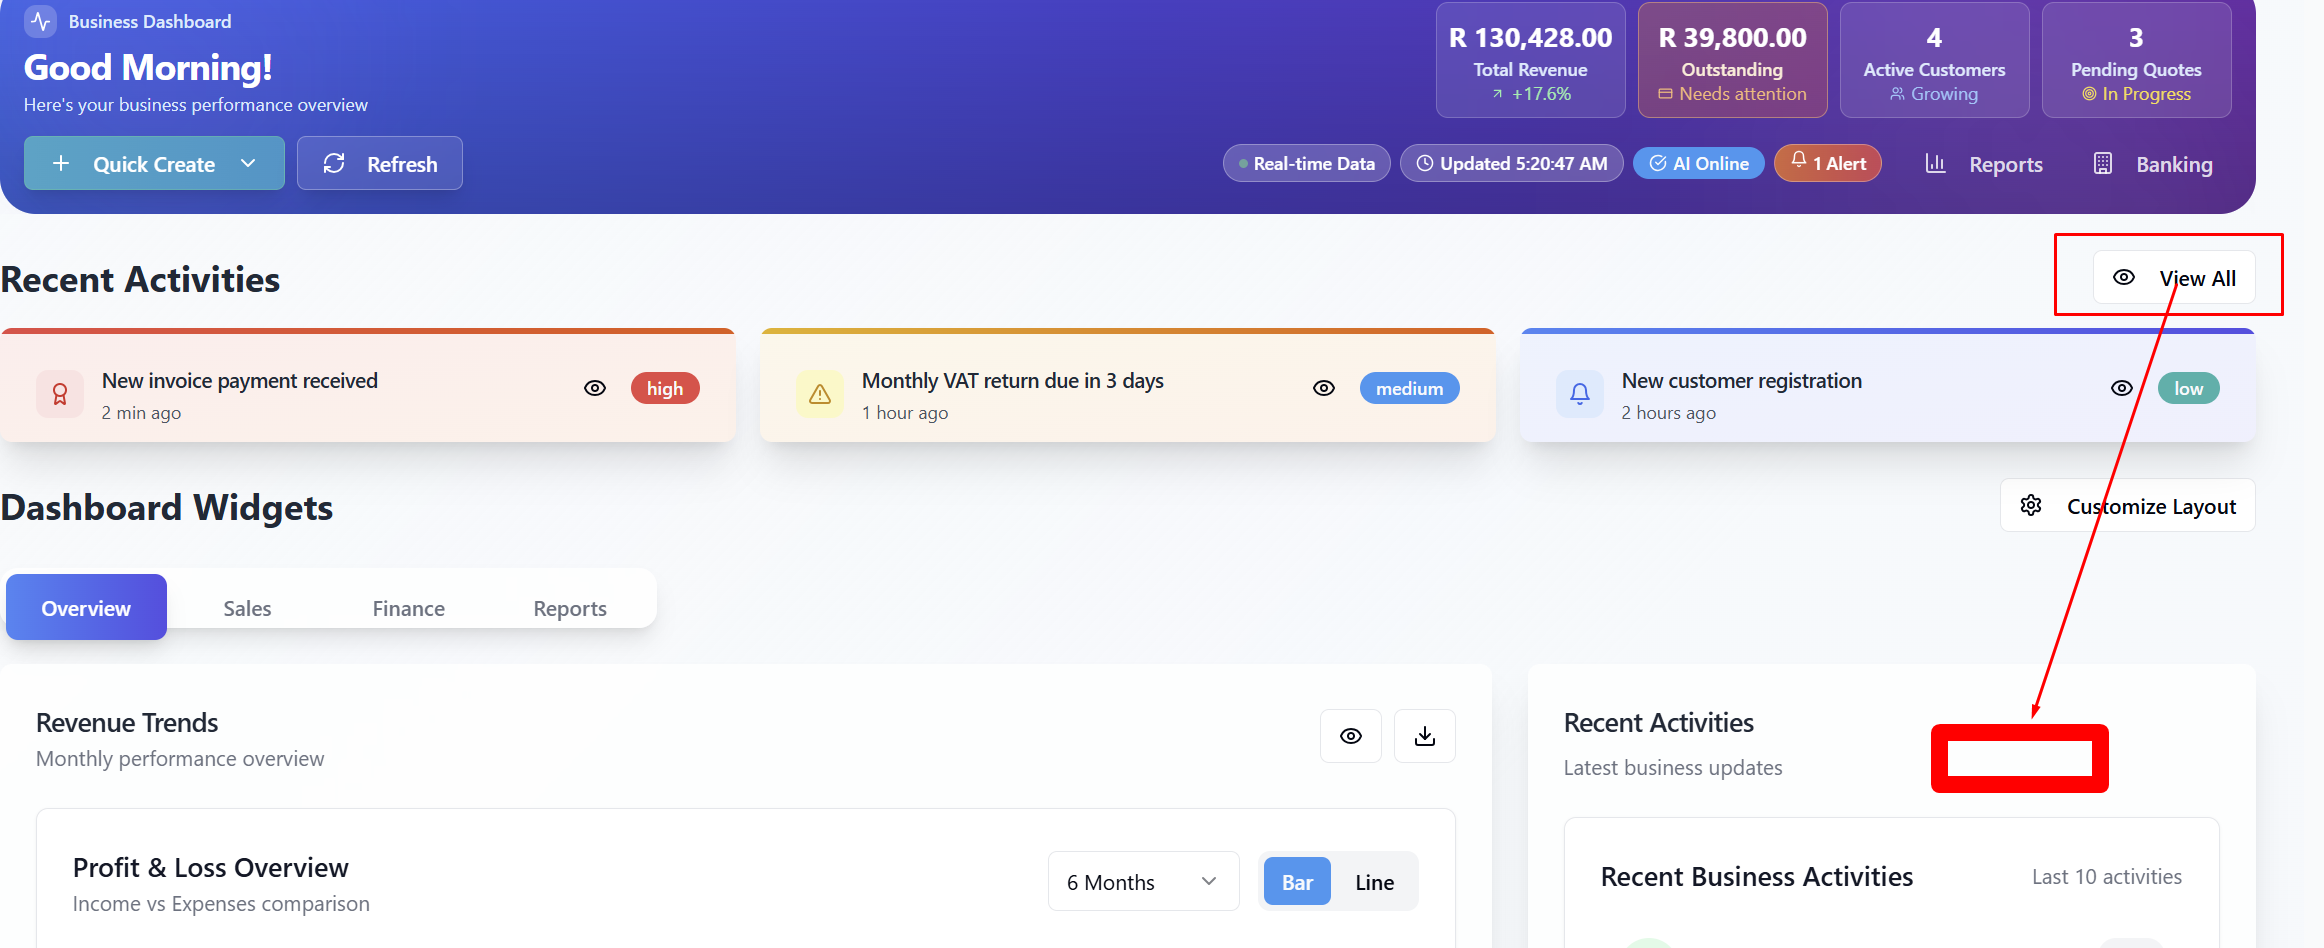 Business Dashboard
Good Morning!
Here's your business performance overview
R 130,428.00
Total Revenue
+17.6%
R 39,800.00
Outstanding
Needs attention
4
Active Customers
Growing
3
Pending Quotes
In Progress
Quick Create
Refresh
Real-time Data
Updated 5:20:47 AM
AI Online
1 Alert
Reports
Banking
Recent Activities
View All
New invoice payment received
2 min ago
high
Monthly VAT return due in 3 days
1 hour ago
medium
New customer registration
2 hours ago
low
Dashboard Widgets
Customize Layout
Overview
Sales
Finance
Reports
Revenue Trends
Monthly performance overview
Profit & Loss Overview
Income vs Expenses comparison
6 Months
Bar
Line
Recent Activities
Latest business updates
Recent Business Activities
Last 10 activities